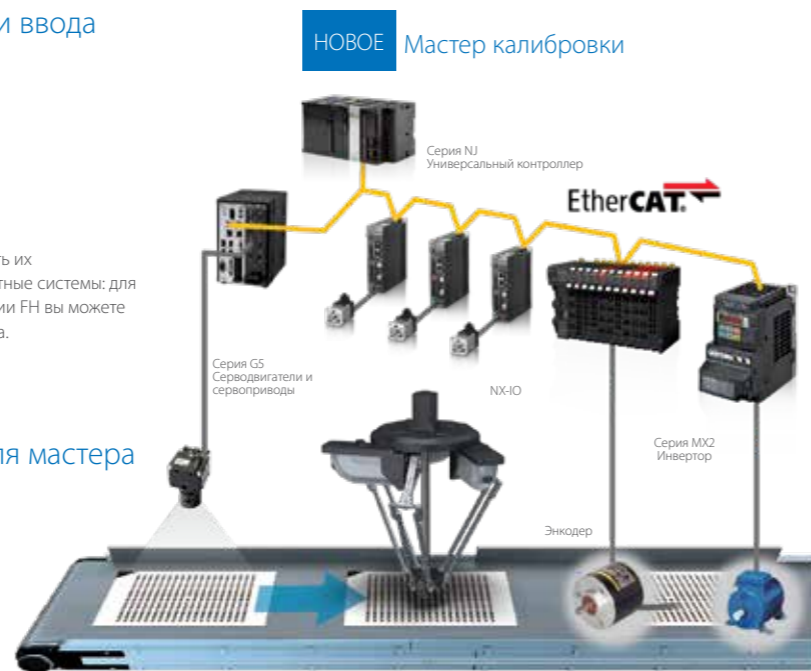 и ввода
НОВОЕ Мастер калибровки
Серия NJ
Универсальный контроллер
EtherCAT®
ь их
тные системы: для
ии FH вы можете
а.
Серия G5
Серводвигатели и
сервоприводы
NX-IO
Серия MX2
Инвертор
ля мастера
Энкодер